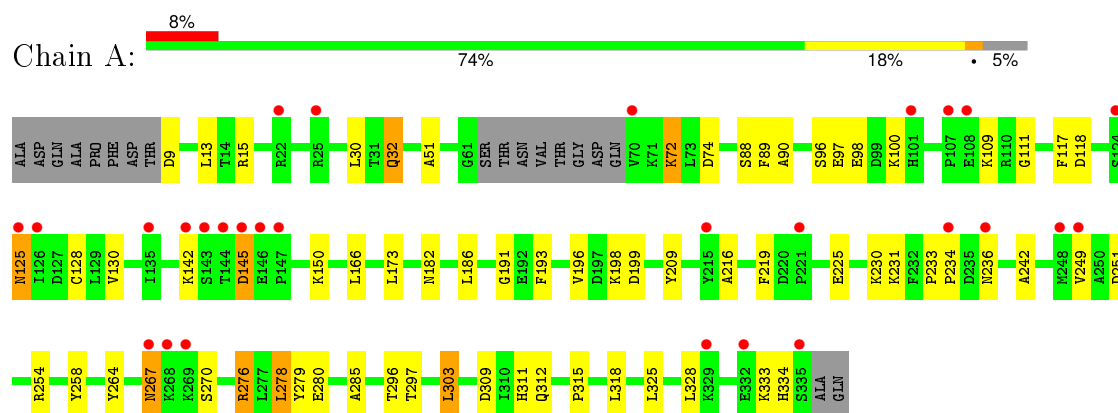 8%
Chain A:
74% 18% • 5%
ALA ASP GLN ALA PRO PHE ASP THR D9 L13 T14 R15 R22 R25 L30 T31 Q32 A51 G61 SER THR ASN VAL THR GLY ASP GLN V70 K71 K72 L73 D74 S88 F89 A90 S96 E97 E98 D99 K100 H101 P107 E108 K109 R110 G111 F117 D118 S124
N125 I126 D127 C128 L129 V130 I135 K142 S143 T144 D145 E146 P147 K150 L166 L173 N182 L186 G191 E192 F193 V196 D197 K198 D199 Y209 Y215 A216 F219 D220 P221 E225 K230 K231 F232 P233 P234 D235 N236 A242 M248 V249 A250 D251
R254 Y258 Y264 N267 K268 K269 S270 R276 L277 L278 Y279 E280 A285 T296 T297 L303 D309 I310 H311 Q312 P315 L318 L325 L328 K329 E332 K333 H334 S335 ALA GLN